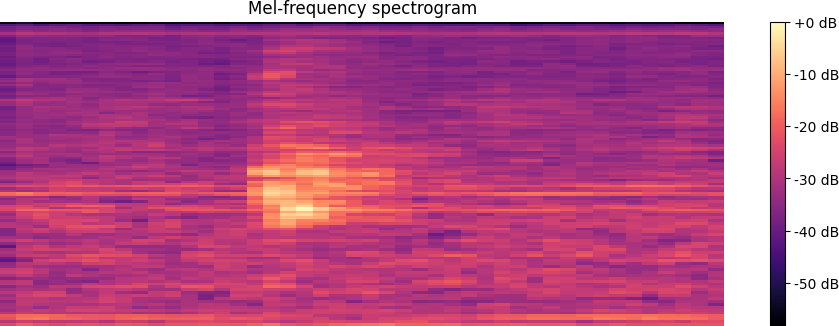 Mel-frequency spectrogram
+0 dB
-10 dB
-20 dB
-30 dB
-40 dB
-50 dB